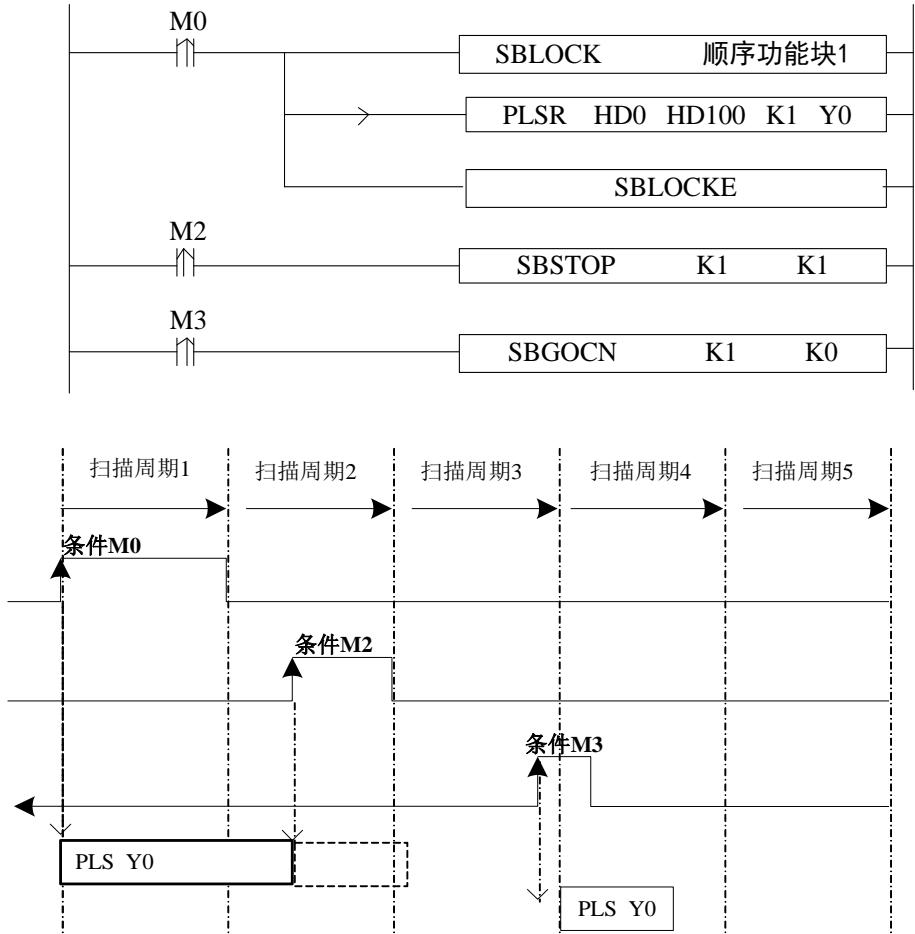 M0
SBLOCK 顺序功能块1
PLSR HD0 HD100 K1 Y0
SBLOCKE
M2
SBSTOP K1 K1
M3
SBGOCN K1 K0
扫描周期1 扫描周期2 扫描周期3 扫描周期4 扫描周期5
条件M0
条件M2
条件M3
PLS Y0
PLS Y0